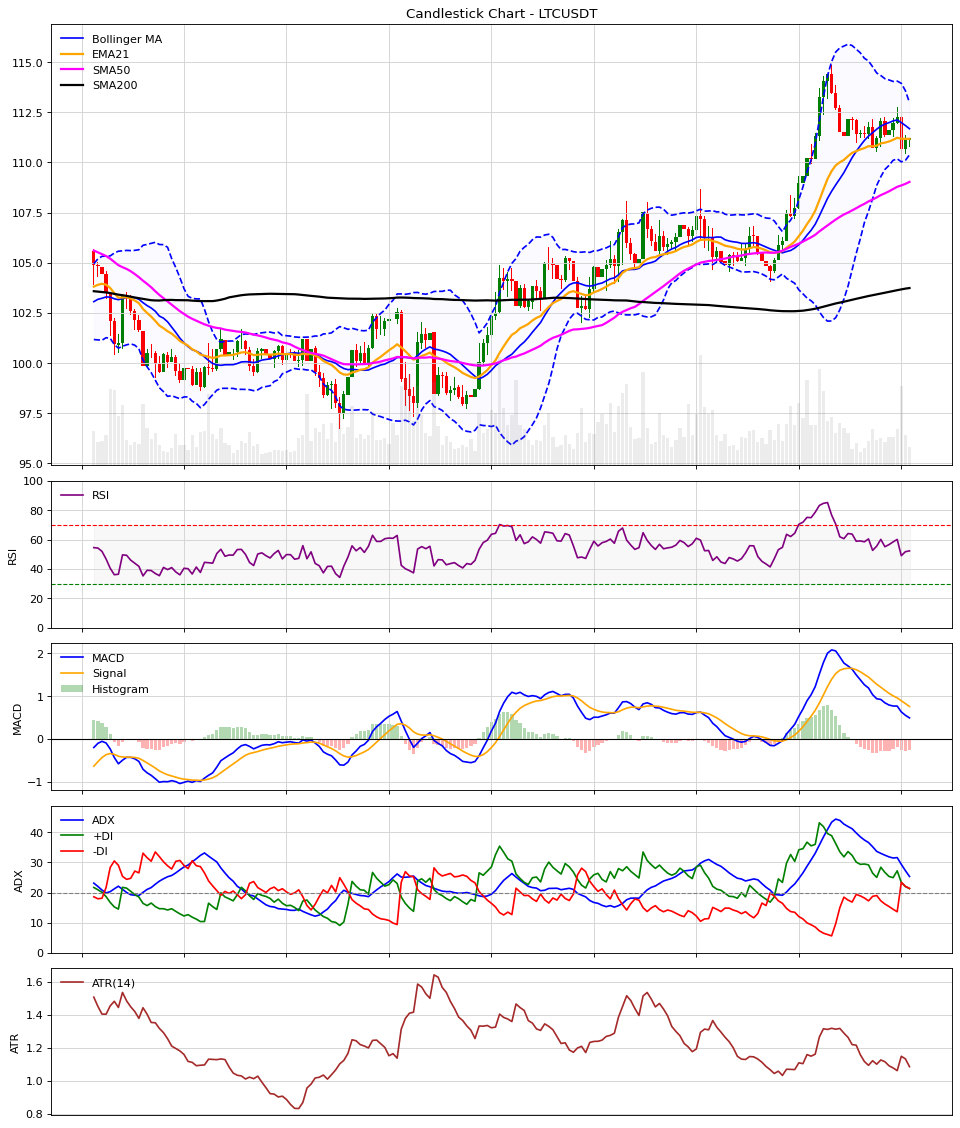 Candlestick Chart - LTCUSDT
Bollinger MA
EMA21
SMA50
SMA200
115.0
112.5
110.0
107.5
105.0
102.5
100.0
97.5
95.0
RSI
RSI
100
80
60
40
20
0
MACD
MACD
Signal
Histogram
2
1
0
−1
ADX
ADX
+DI
-DI
40
30
20
10
0
ATR
ATR(14)
1.6
1.4
1.2
1.0
0.8